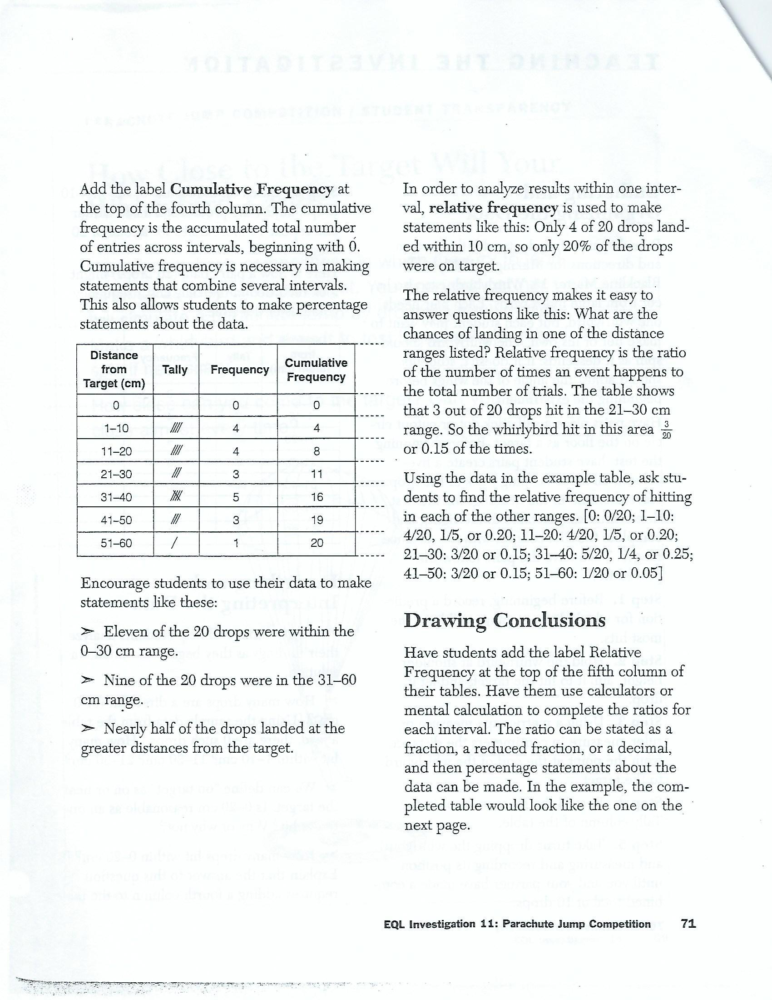 Add the label Cumulative Frequency at
the top of the fourth column. The cumulative
frequency is the accumulated total number
of entries across intervals, beginning with 0.
Cumulative frequency is necessary in making
statements that combine several intervals.
This also allows students to make percentage
statements about the data.
Distance from Target (cm) Tally Frequency Cumulative Frequency
0 0 0
1–10 //// 4 4
11–20 //// 4 8
21–30 /// 3 11
31–40 5 16
41–50 /// 3 19
51–60 / 1 20
Encourage students to use their data to make
statements like these:
➤ Eleven of the 20 drops were within the
0–30 cm range.
➤ Nine of the 20 drops were in the 31–60
cm range.
➤ Nearly half of the drops landed at the
greater distances from the target.
In order to analyze results within one inter-
val, relative frequency is used to make
statements like this: Only 4 of 20 drops land-
ed within 10 cm, so only 20% of the drops
were on target.
The relative frequency makes it easy to
answer questions like this: What are the
chances of landing in one of the distance
ranges listed? Relative frequency is the ratio
of the number of times an event happens to
the total number of trials. The table shows
that 3 out of 20 drops hit in the 21–30 cm
range. So the whirlybird hit in this area 3/20
or 0.15 of the times.
Using the data in the example table, ask stu-
dents to find the relative frequency of hitting
in each of the other ranges. [0: 0/20; 1–10:
4/20, 1/5, or 0.20; 11–20: 4/20, 1/5, or 0.20;
21–30: 3/20 or 0.15; 31–40: 5/20, 1/4, or 0.25;
41–50: 3/20 or 0.15; 51–60: 1/20 or 0.05]
Drawing Conclusions
Have students add the label Relative
Frequency at the top of the fifth column of
their tables. Have them use calculators or
mental calculation to complete the ratios for
each interval. The ratio can be stated as a
fraction, a reduced fraction, or a decimal,
and then percentage statements about the
data can be made. In the example, the com-
pleted table would look like the one on the
next page.
EQL Investigation 11: Parachute Jump Competition 71